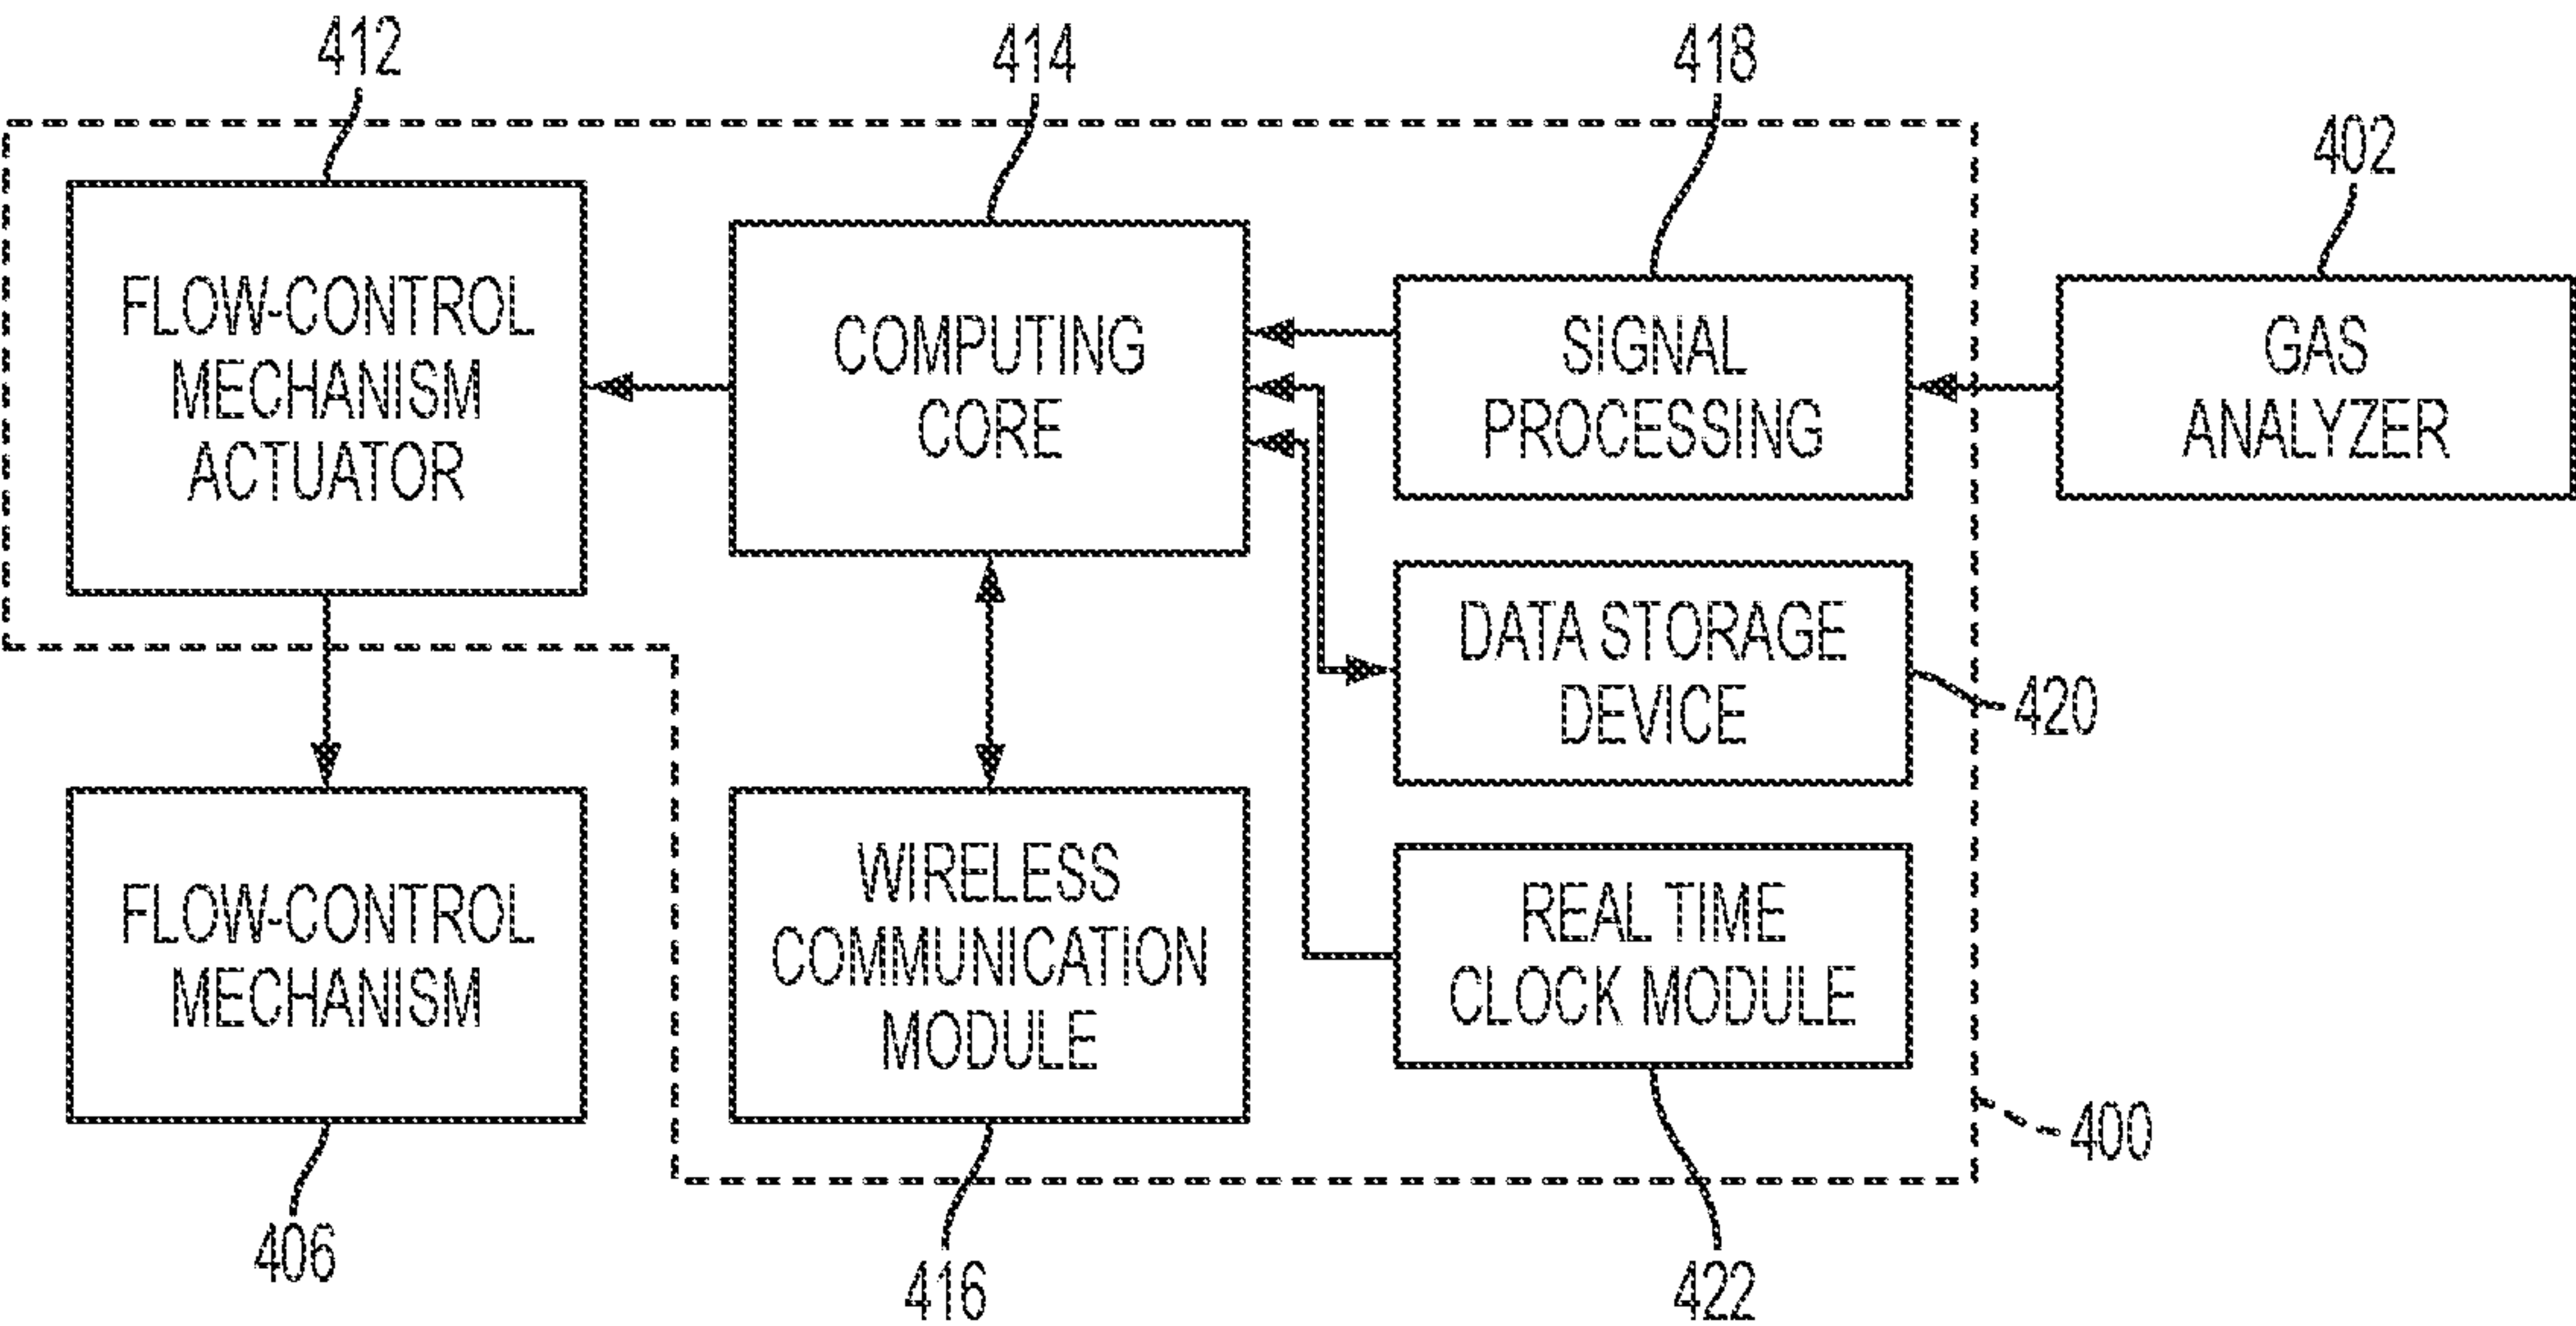 412
414
418
402
FLOW-CONTROL
MECHANISM
ACTUATOR
COMPUTING
CORE
SIGNAL
PROCESSING
GAS
ANALYZER
DATA STORAGE
DEVICE
420
FLOW-CONTROL
MECHANISM
WIRELESS
COMMUNICATION
MODULE
REAL TIME
CLOCK MODULE
400
406
416
422